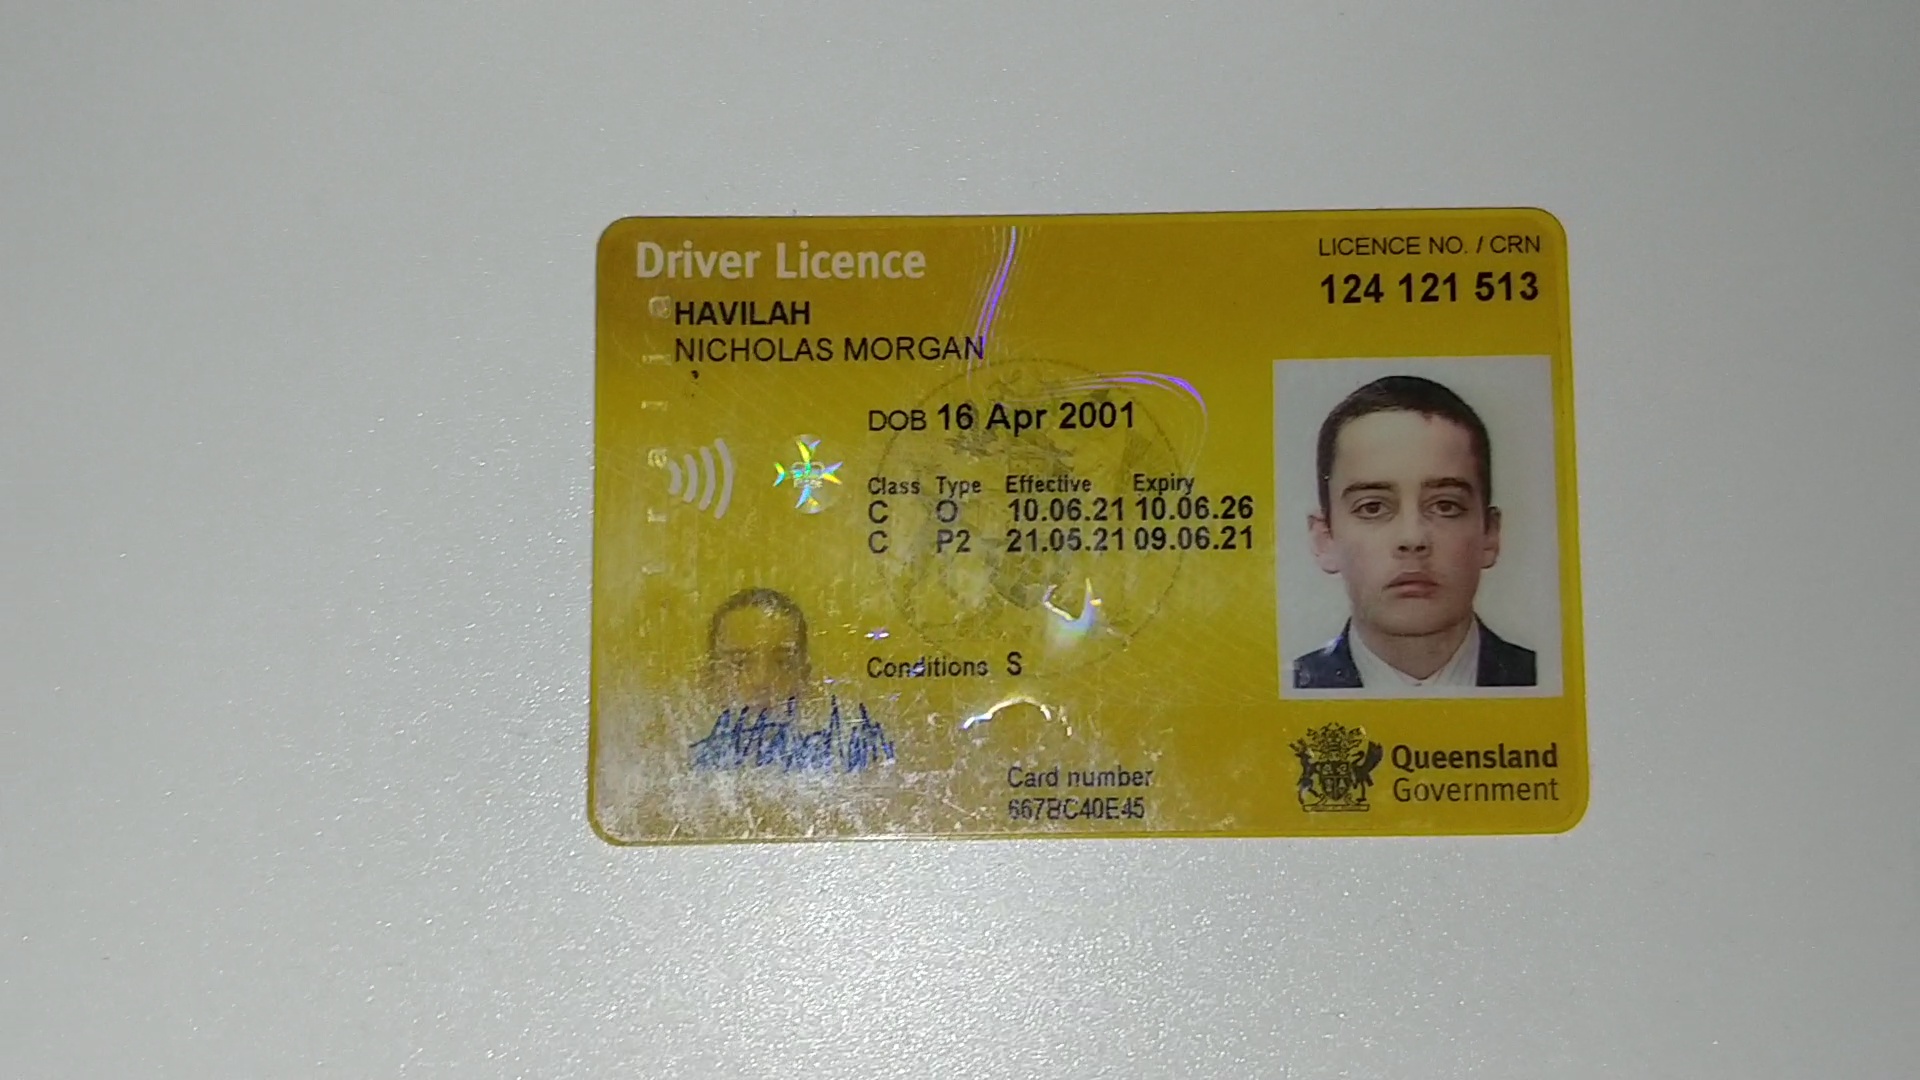 Driver Licence
LICENCE NO. / CRN
124 121 513
HAVILAH
NICHOLAS MORGAN
DOB 16 Apr 2001
Class Type Effective Expiry
C O 10.06.21 10.06.26
C P2 21.05.21 09.06.21
Conditions S
Card number
667BC40E45
Queensland
Government